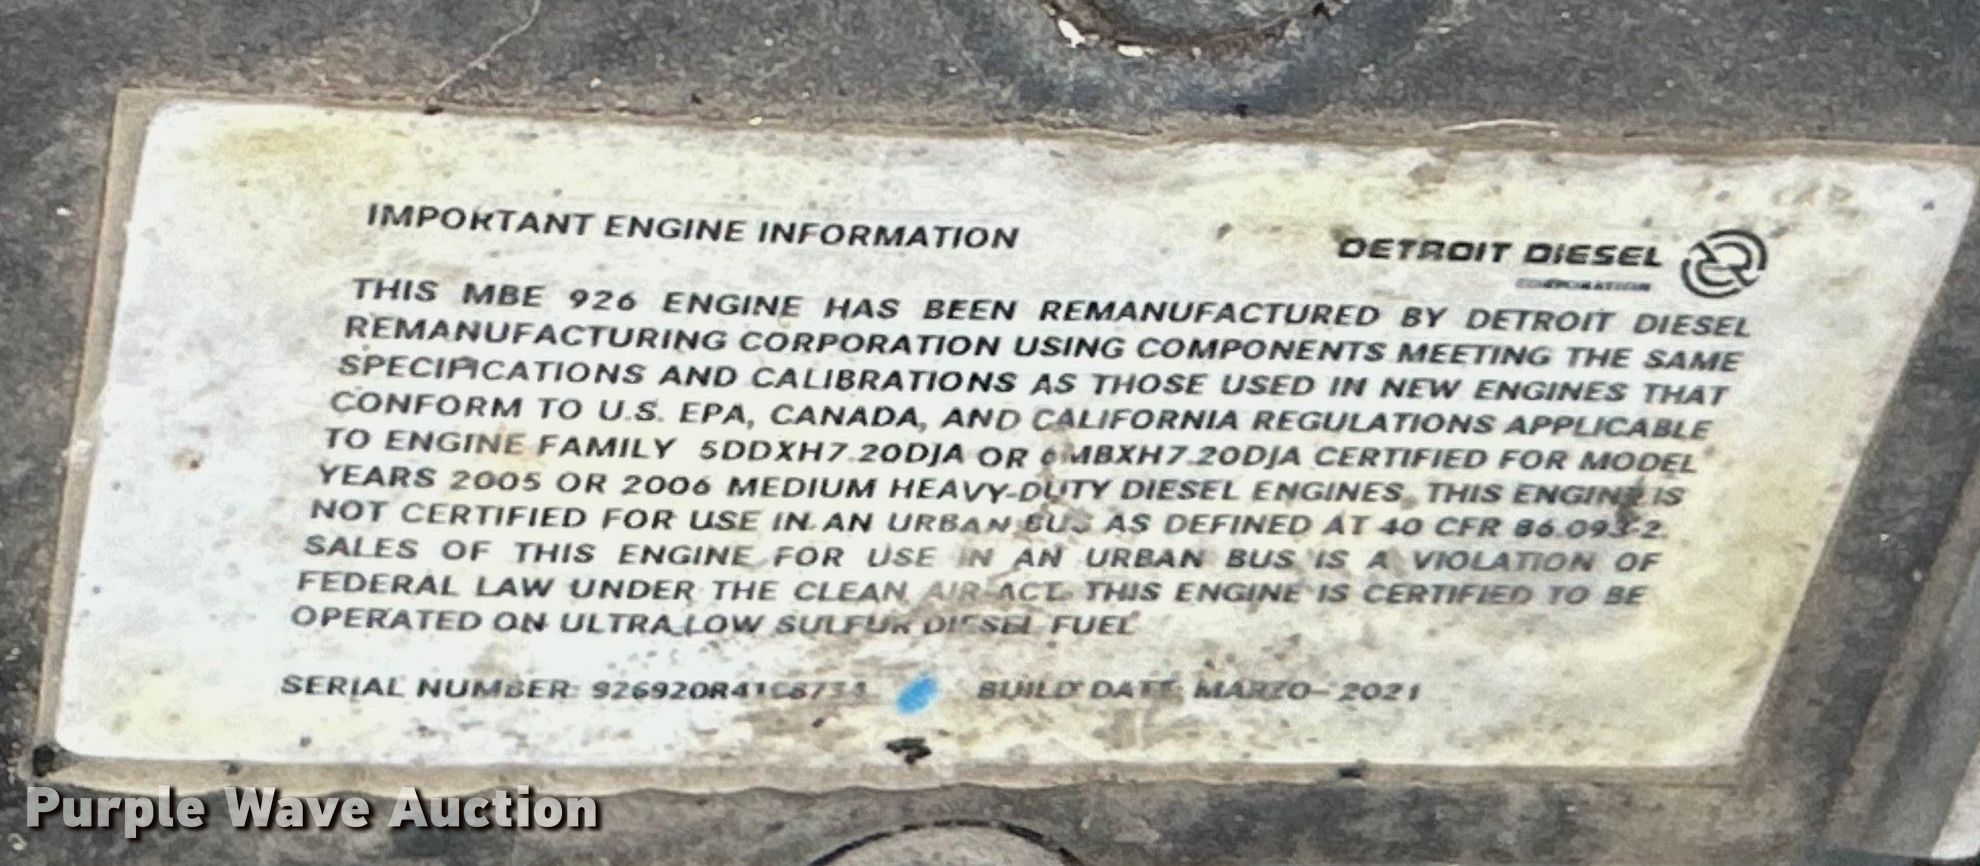 IMPORTANT ENGINE INFORMATION
DETROIT DIESEL
CORPORATION
THIS MBE 926 ENGINE HAS BEEN REMANUFACTURED BY DETROIT DIESEL
REMANUFACTURING CORPORATION USING COMPONENTS MEETING THE SAME
SPECIFICATIONS AND CALIBRATIONS AS THOSE USED IN NEW ENGINES THAT
CONFORM TO U.S. EPA, CANADA, AND CALIFORNIA REGULATIONS APPLICABLE
TO ENGINE FAMILY 5DDXH7.20DJA OR 6MBXH7.20DJA CERTIFIED FOR MODEL
YEARS 2005 OR 2006 MEDIUM HEAVY-DUTY DIESEL ENGINES. THIS ENGINE IS
NOT CERTIFIED FOR USE IN AN URBAN BUS AS DEFINED AT 40 CFR 86.093-2.
SALES OF THIS ENGINE FOR USE IN AN URBAN BUS IS A VIOLATION OF
FEDERAL LAW UNDER THE CLEAN AIR ACT. THIS ENGINE IS CERTIFIED TO BE
OPERATED ON ULTRA LOW SULFUR DIESEL FUEL
SERIAL NUMBER: BUILD DATE: MARZO- 2021
Purple Wave Auction